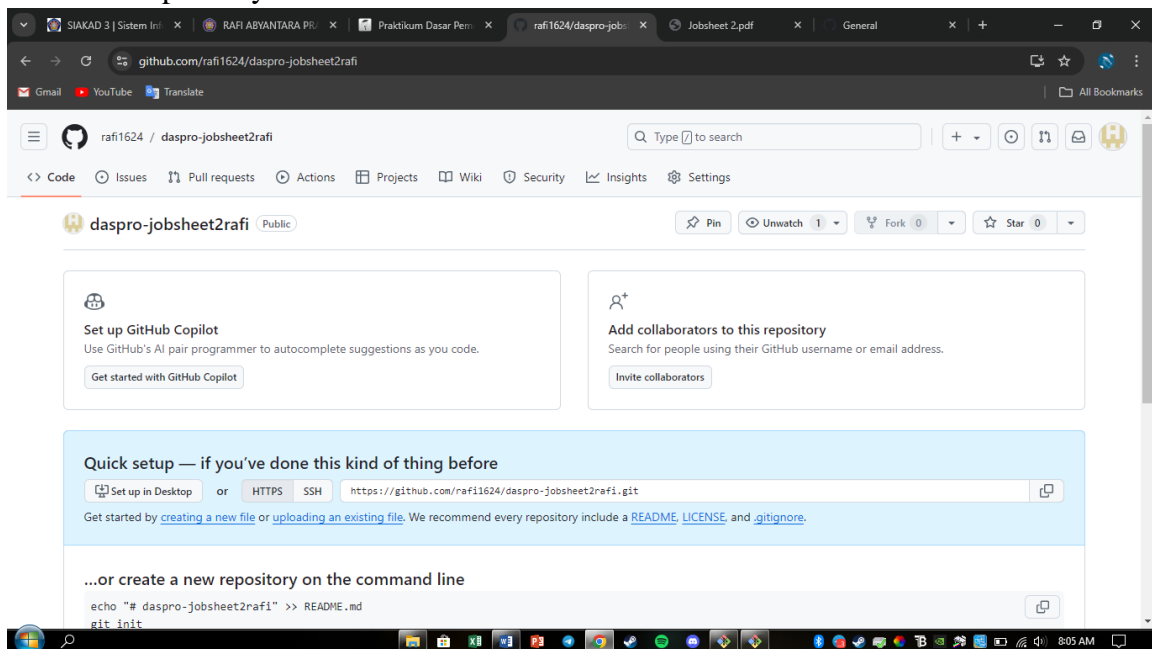 SIAKAD 3 | Sistem Inf
RAFI ABYANTARA PRA
Praktikum Dasar Pem
rafi1624/daspro-jobs
Jobsheet 2.pdf
General
github.com/rafi1624/daspro-jobsheet2rafi
Gmail
YouTube
Translate
All Bookmarks
rafi1624 / daspro-jobsheet2rafi
Type / to search
<> Code
Issues
Pull requests
Actions
Projects
Wiki
Security
Insights
Settings
daspro-jobsheet2rafi Public
Pin
Unwatch 1
Fork 0
Star 0
Set up GitHub Copilot
Use GitHub's AI pair programmer to autocomplete suggestions as you code.
Get started with GitHub Copilot
Add collaborators to this repository
Search for people using their GitHub username or email address.
Invite collaborators
Quick setup — if you've done this kind of thing before
Set up in Desktop or HTTPS SSH https://github.com/rafi1624/daspro-jobsheet2rafi.git
Get started by creating a new file or uploading an existing file. We recommend every repository include a README, LICENSE, and .gitignore.
...or create a new repository on the command line
echo "# daspro-jobsheet2rafi" >> README.md
git init
8:05 AM